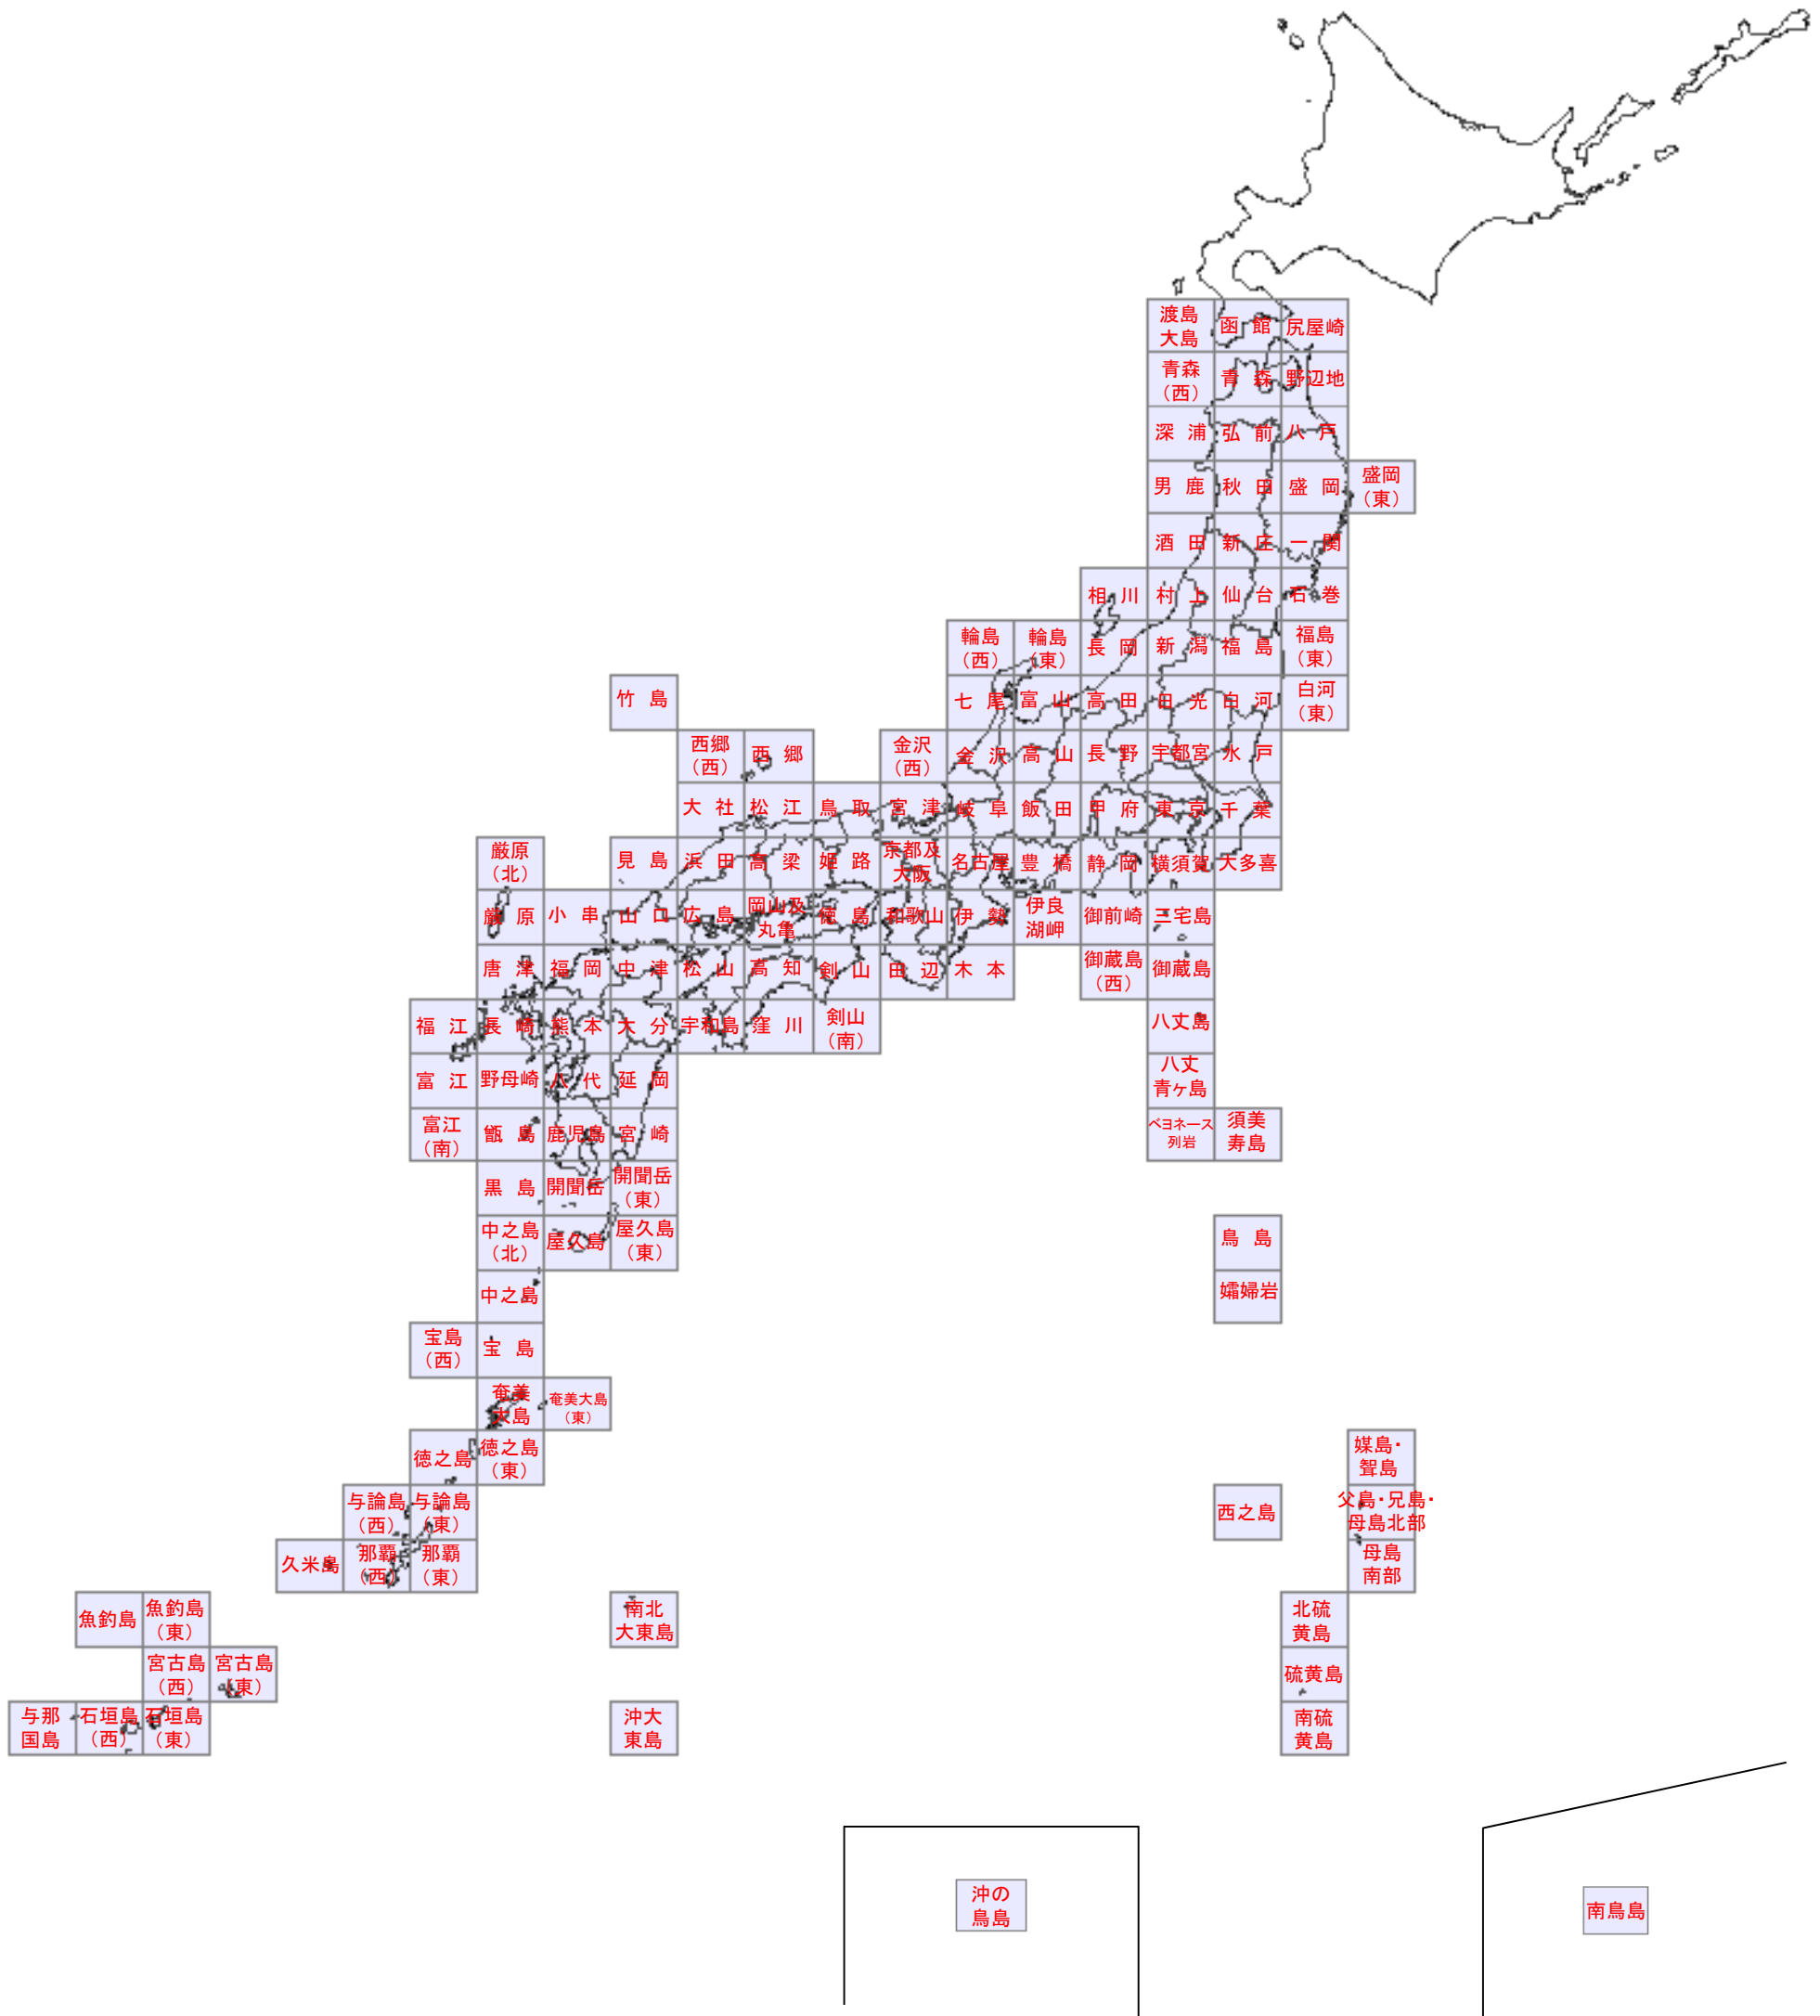 渡島
大島
函 館
尻屋崎
青森
（西）
青 森
野辺地
深 浦
弘 前
八 戸
男 鹿
秋 田
盛 岡
盛岡
（東）
酒 田
新 庄
一 関
相 川
村 上
仙 台
石 巻
輪島
（西）
輪島
（東）
長 岡
新 潟
福 島
福島
（東）
竹 島
七 尾
富 山
高 田
日 光
白 河
白河
（東）
西郷
（西）
西 郷
金沢
（西）
金 沢
高 山
長 野
宇都宮
水 戸
大 社
松 江
鳥 取
宮 津
岐 阜
飯 田
甲 府
東 京
千 葉
厳原
（北）
見 島
浜 田
高 梁
姫 路
京都及
大阪
名古屋
豊 橋
静 岡
横須賀
大多喜
厳 原
小 串
山 口
広 島
岡山及
丸亀
徳 島
和歌山
伊 勢
伊良
湖岬
御前崎
三宅島
唐 津
福 岡
中 津
松 山
高 知
剣 山
田 辺
木 本
御蔵島
（西）
御蔵島
福 江
長 崎
熊 本
大 分
宇和島
窪 川
剣山
（南）
八丈島
富 江
野母崎
八 代
延 岡
八丈
青ヶ島
富江
（南）
甑 島
鹿児島
宮 崎
ベヨネース
列岩
須美
寿島
黒 島
開聞岳
開聞岳
（東）
中之島
（北）
屋久島
屋久島
（東）
鳥 島
中之島
孀婦岩
宝島
（西）
宝 島
奄美
大島
奄美大島
（東）
徳之島
徳之島
（東）
媒島・
聟島
与論島
（西）
与論島
（東）
西之島
父島・兄島・
母島北部
久米島
那覇
（西）
那覇
（東）
母島
南部
魚釣島
魚釣島
（東）
南北
大東島
北硫
黄島
宮古島
（西）
宮古島
（東）
硫黄島
与那
国島
石垣島
（西）
石垣島
（東）
沖大
東島
南硫
黄島
沖の
鳥島
南鳥島